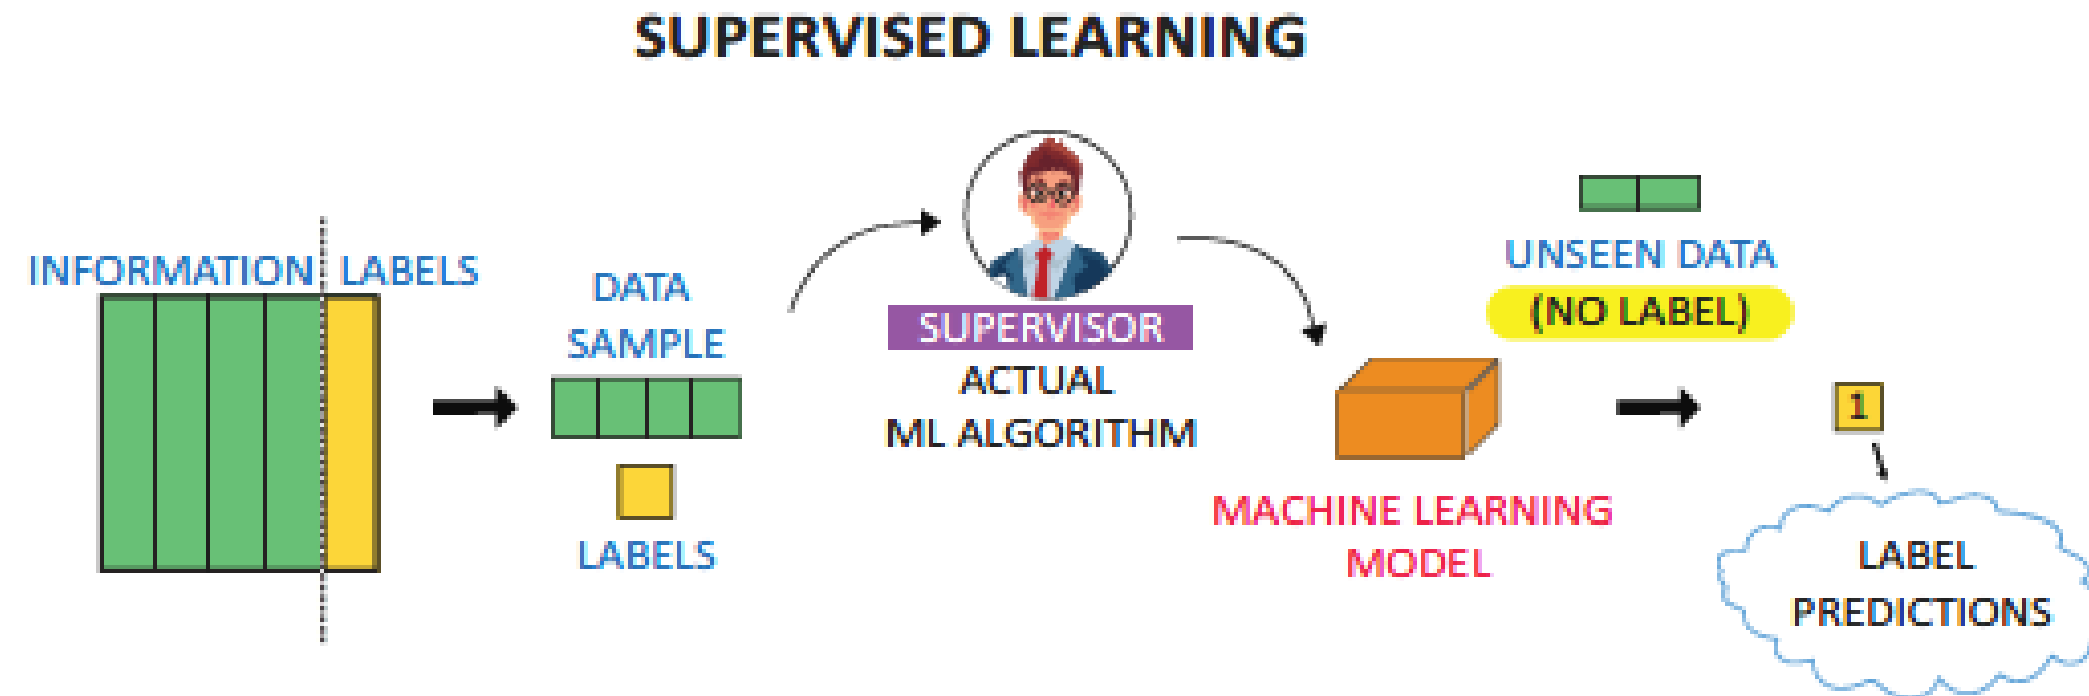 SUPERVISED LEARNING
INFORMATION LABELS
DATA
SAMPLE
LABELS
SUPERVISOR
ACTUAL
ML ALGORITHM
MACHINE LEARNING
MODEL
UNSEEN DATA
(NO LABEL)
1
LABEL
PREDICTIONS